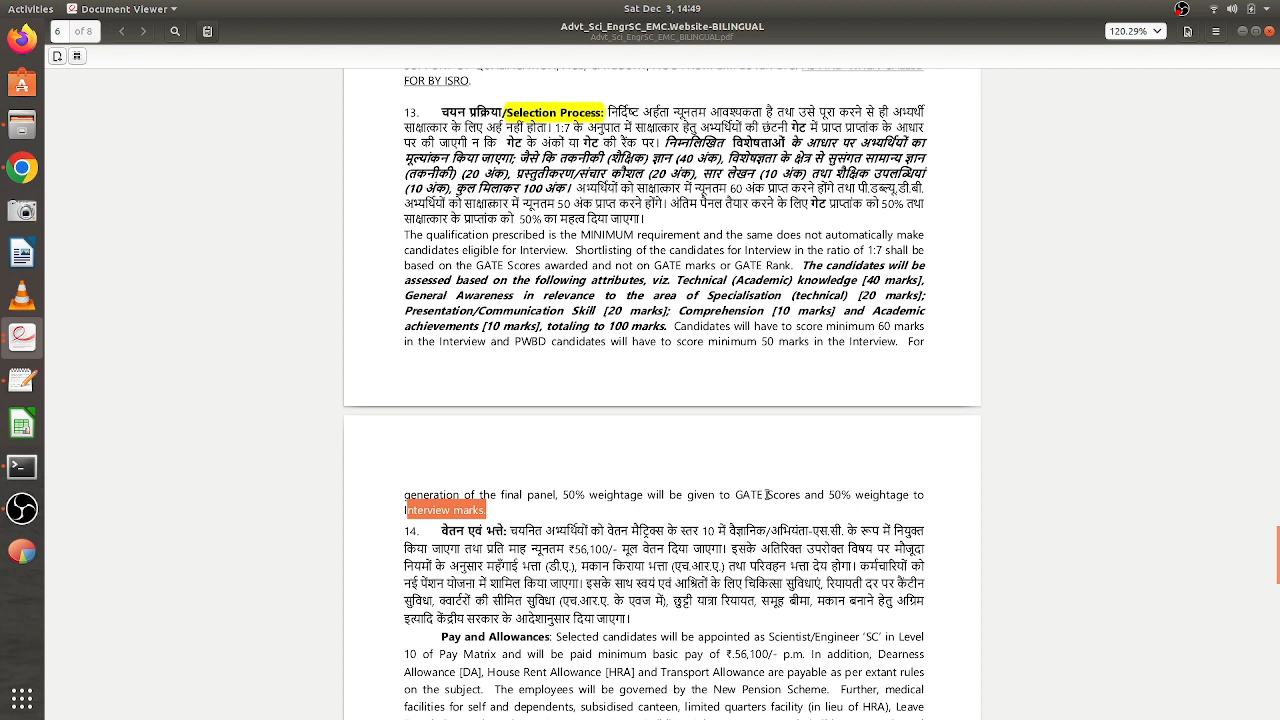 Activities Document Viewer Sat Dec 3, 14:49
6 of 8 Advt_Sci_EngrSC_EMC.Website-BILINGUAL 120.29%
Advt_Sci_EngrSC_EMC_BILINGUAL.pdf
FOR BY ISRO.
13. चयन प्रक्रिया/Selection Process: निर्दिष्ट अर्हता न्यूनतम आवश्यकता है तथा उसे पूरा करने से ही अभ्यर्थी
साक्षात्कार के लिए अर्ह नहीं होता। 1:7 के अनुपात में साक्षात्कार हेतु अभ्यर्थियों की छंटनी गेट में प्राप्त प्राप्तांक के आधार
पर की जाएगी न कि गेट के अंकों या गेट की रैंक पर। निम्नलिखित विशेषताओं के आधार पर अभ्यर्थियों का
मूल्यांकन किया जाएगा; जैसे कि तकनीकी (शैक्षिक) ज्ञान (40 अंक), विशेषज्ञता के क्षेत्र से सुसंगत सामान्य ज्ञान
(तकनीकी) (20 अंक), प्रस्तुतीकरण/संचार कौशल (20 अंक), सार लेखन (10 अंक) तथा शैक्षिक उपलब्धियां
(10 अंक), कुल मिलाकर 100 अंक। अभ्यर्थियों को साक्षात्कार में न्यूनतम 60 अंक प्राप्त करने होंगे तथा पी.डब्ल्यू.डी.बी.
अभ्यर्थियों को साक्षात्कार में न्यूनतम 50 अंक प्राप्त करने होंगे। अंतिम पैनल तैयार करने के लिए गेट प्राप्तांक को 50% तथा
साक्षात्कार के प्राप्तांक को 50% का महत्व दिया जाएगा।
The qualification prescribed is the MINIMUM requirement and the same does not automatically make
candidates eligible for Interview. Shortlisting of the candidates for Interview in the ratio of 1:7 shall be
based on the GATE Scores awarded and not on GATE marks or GATE Rank. The candidates will be
assessed based on the following attributes, viz. Technical (Academic) knowledge [40 marks],
General Awareness in relevance to the area of Specialisation (technical) [20 marks];
Presentation/Communication Skill [20 marks]; Comprehension [10 marks] and Academic
achievements [10 marks], totaling to 100 marks. Candidates will have to score minimum 60 marks
in the Interview and PWBD candidates will have to score minimum 50 marks in the Interview. For
generation of the final panel, 50% weightage will be given to GATE Scores and 50% weightage to
Interview marks.
14. वेतन एवं भत्ते: चयनित अभ्यर्थियों को वेतन मैट्रिक्स के स्तर 10 में वैज्ञानिक/अभियंता-एस.सी. के रूप में नियुक्त
किया जाएगा तथा प्रति माह न्यूनतम ₹56,100/- मूल वेतन दिया जाएगा। इसके अतिरिक्त उपरोक्त विषय पर मौजूदा
नियमों के अनुसार महँगाई भत्ता (डी.ए.), मकान किराया भत्ता (एच.आर.ए.) तथा परिवहन भत्ता देय होगा। कर्मचारियों को
नई पेंशन योजना में शामिल किया जाएगा। इसके साथ स्वयं एवं आश्रितों के लिए चिकित्सा सुविधाएं, रियायती दर पर कैंटीन
सुविधा, क्वार्टरों की सीमित सुविधा (एच.आर.ए. के एवज में), छुट्टी यात्रा रियायत, समूह बीमा, मकान बनाने हेतु अग्रिम
इत्यादि केंद्रीय सरकार के आदेशानुसार दिया जाएगा।
Pay and Allowances: Selected candidates will be appointed as Scientist/Engineer ‘SC’ in Level
10 of Pay Matrix and will be paid minimum basic pay of ₹.56,100/- p.m. In addition, Dearness
Allowance [DA], House Rent Allowance [HRA] and Transport Allowance are payable as per extant rules
on the subject. The employees will be governed by the New Pension Scheme. Further, medical
facilities for self and dependents, subsidised canteen, limited quarters facility (in lieu of HRA), Leave